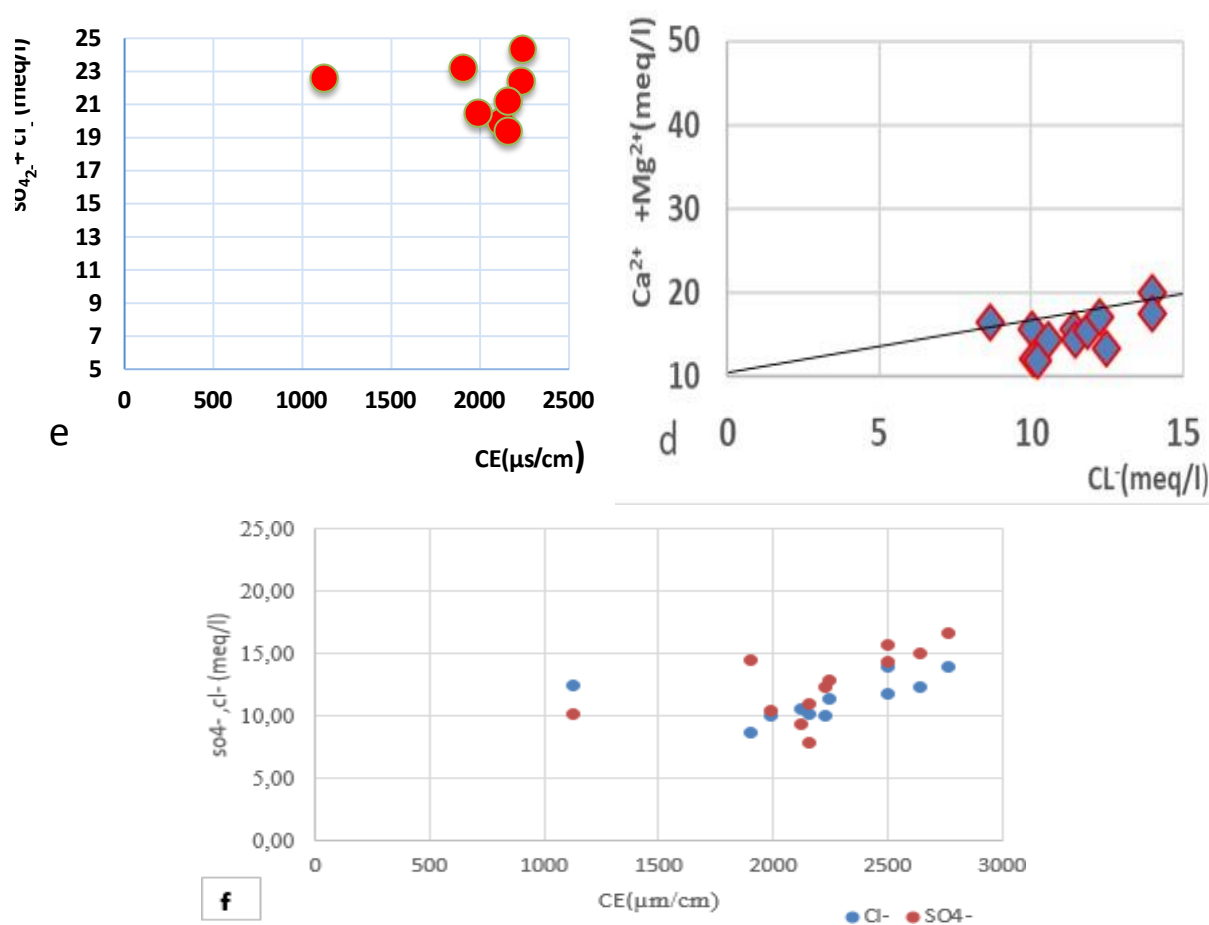 so₄₂-+ cl- (meq/l)
25
23
21
19
17
15
13
11
9
7
5
0 500 1000 1500 2000 2500
e
CE(µs/cm)
Ca²⁺ +Mg²⁺(meq/l)
50
40
30
20
10
d 0 5 10 15
CL⁻(meq/l)
so4- ,cl- (meq/l)
25,00
20,00
15,00
10,00
5,00
0,00
0 500 1000 1500 2000 2500 3000
CE(µm/cm)
f
Cl- SO4-